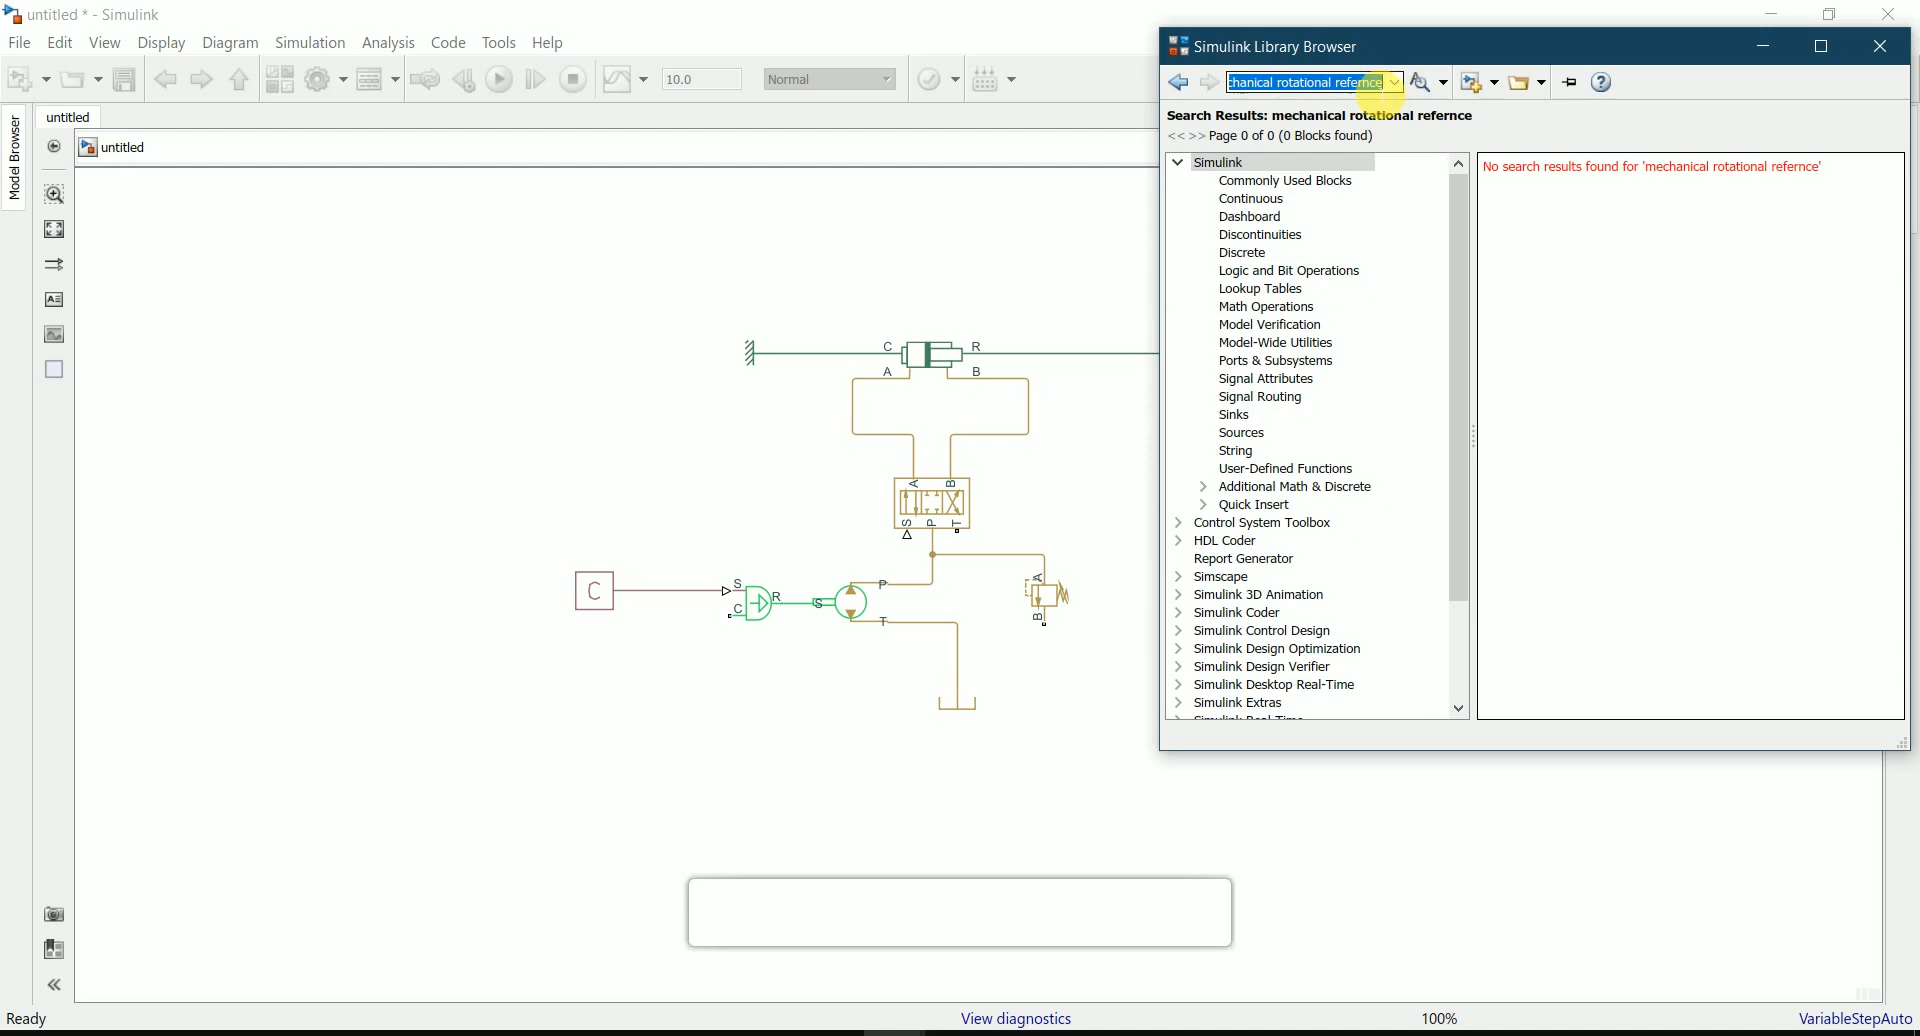 untitled * - Simulink
File Edit View Display Diagram Simulation Analysis Code Tools Help
10.0 Normal
Model Browser
untitled
untitled
C R
A B
A B
S P T
C
S R
C
S
P
T
A
B
Simulink Library Browser
chanical rotational refernce
Search Results: mechanical rotational refernce
<< >> Page 0 of 0 (0 Blocks found)
Simulink
Commonly Used Blocks
Continuous
Dashboard
Discontinuities
Discrete
Logic and Bit Operations
Lookup Tables
Math Operations
Model Verification
Model-Wide Utilities
Ports & Subsystems
Signal Attributes
Signal Routing
Sinks
Sources
String
User-Defined Functions
Additional Math & Discrete
Quick Insert
Control System Toolbox
HDL Coder
Report Generator
Simscape
Simulink 3D Animation
Simulink Coder
Simulink Control Design
Simulink Design Optimization
Simulink Design Verifier
Simulink Desktop Real-Time
Simulink Extras
Simulink Real-Time
No search results found for 'mechanical rotational refernce'
Ready View diagnostics 100% VariableStepAuto